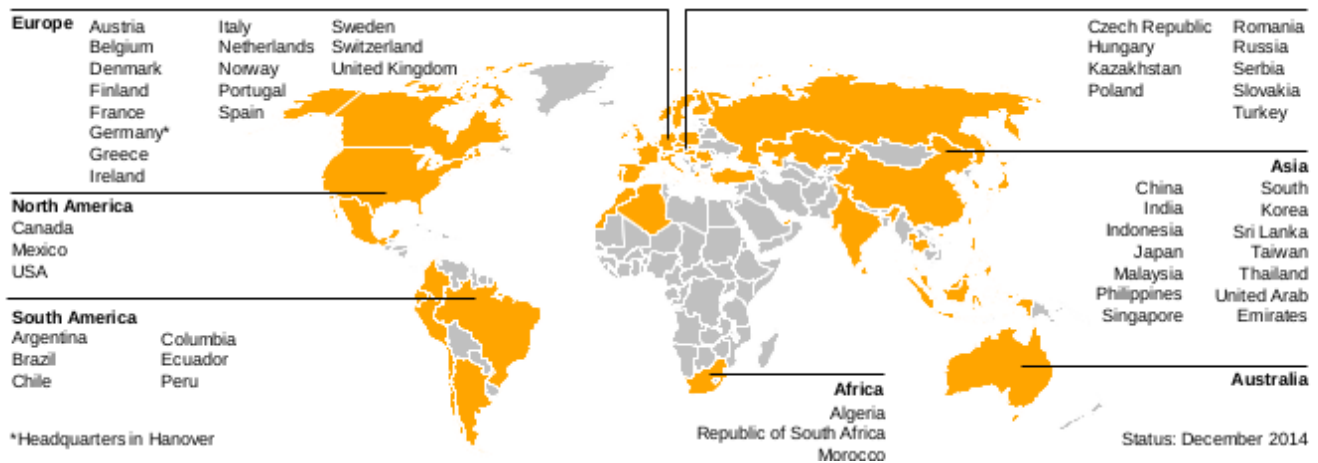 Europe
Austria
Belgium
Denmark
Finland
France
Germany*
Greece
Ireland
Italy
Netherlands
Norway
Portugal
Spain
Sweden
Switzerland
United Kingdom
Czech Republic
Hungary
Kazakhstan
Poland
Romania
Russia
Serbia
Slovakia
Turkey
North America
Canada
Mexico
USA
South America
Argentina
Brazil
Chile
Columbia
Ecuador
Peru
Asia
China
India
Indonesia
Japan
Malaysia
Philippines
Singapore
South
Korea
Sri Lanka
Taiwan
Thailand
United Arab
Emirates
Africa
Algeria
Republic of South Africa
Morocco
Australia
*Headquarters in Hanover
Status: December 2014